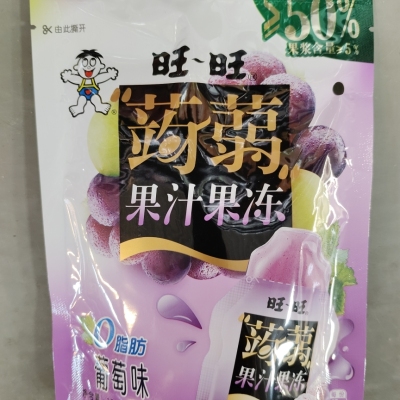 由此撕开
≥50%
果浆含量≥5%
旺-旺
蒟蒻
果汁果冻
0脂肪
葡萄味
旺-旺
蒟蒻
果汁果冻